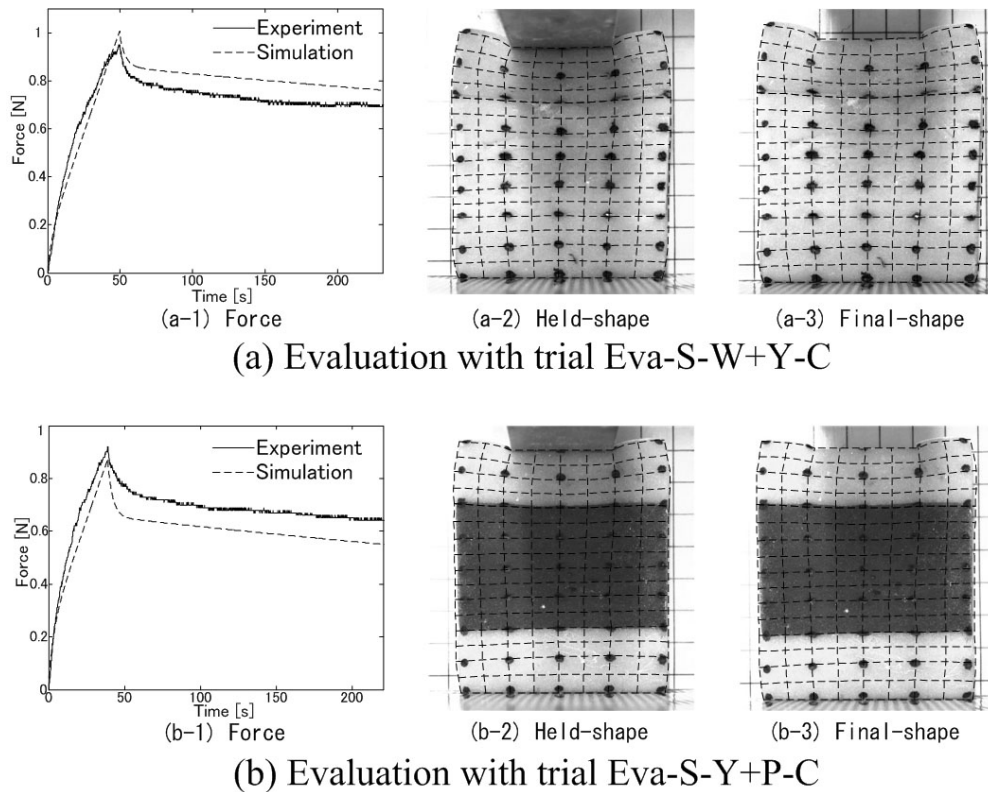 1
0.8
0.6
0.4
0.2
0
Force [N]
Experiment
Simulation
0 50 100 150 200
Time [s]
(a-1) Force
(a-2) Held-shape
(a-3) Final-shape
(a) Evaluation with trial Eva-S-W+Y-C
1
0.8
0.6
0.4
0.2
0
Force [N]
Experiment
Simulation
0 50 100 150 200
Time [s]
(b-1) Force
(b-2) Held-shape
(b-3) Final-shape
(b) Evaluation with trial Eva-S-Y+P-C